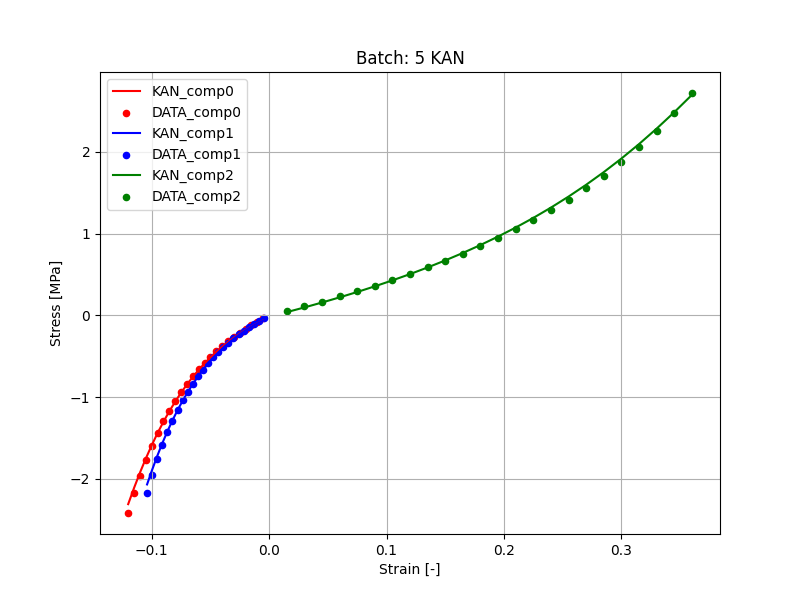 Batch: 5 KAN
KAN_comp0
DATA_comp0
KAN_comp1
DATA_comp1
KAN_comp2
DATA_comp2
2
1
0
−1
−2
Stress [MPa]
−0.1
0.0
0.1
0.2
0.3
Strain [-]